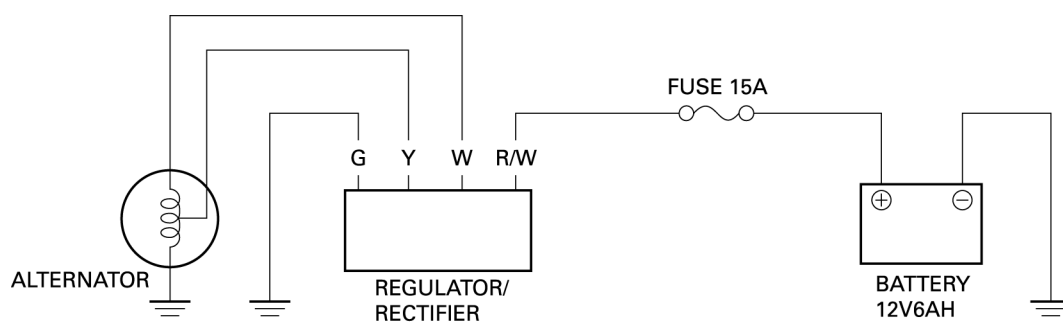 FUSE 15A
G Y W R/W
+ −
ALTERNATOR
REGULATOR/
RECTIFIER
BATTERY
12V6AH